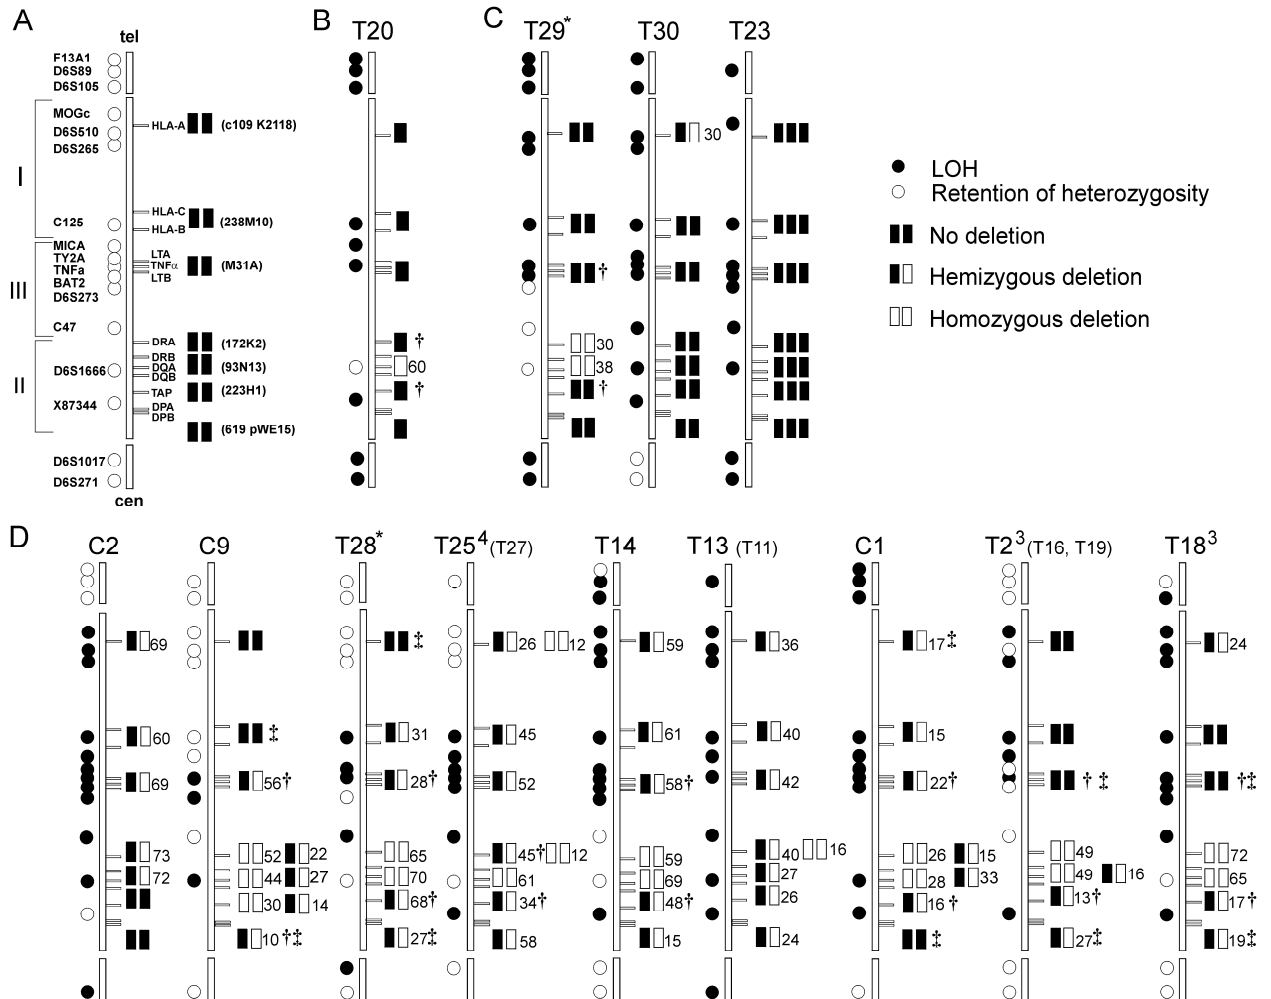 A
tel
F13A1
D6S89
D6S105
I
MOGc
D6S510
D6S265
HLA-A
(c109 K2118)
C125
HLA-C
HLA-B
(238M10)
III
MICA
TY2A
TNFa
BAT2
D6S273
LTA
TNFα
LTB
(M31A)
C47
II
DRA
(172K2)
D6S1666
DRB
DQA
DQB
(93N13)
TAP
(223H1)
X87344
DPA
DPB
(619 pWE15)
D6S1017
D6S271
cen
B
T20
†
60
†
C
T29*
†
30
38
†
T30
30
T23
LOH
Retention of heterozygosity
No deletion
Hemizygous deletion
Homozygous deletion
D
C2
69
60
69
73
72
C9
‡
56†
52 22
44 27
30 14
10†‡
T28*
‡
31
28†
65
70
68†
27‡
T25⁴(T27)
26 12
45
52
45† 12
61
34†
58
T14
59
61
58†
59
69
48†
15
T13 (T11)
36
40
42
40 16
27
26
24
C1
17‡
15
22†
26 15
28 33
16†
‡
T2³(T16, T19)
† ‡
49
49 16
13†
27‡
T18³
24
†‡
72
65
17†
19‡